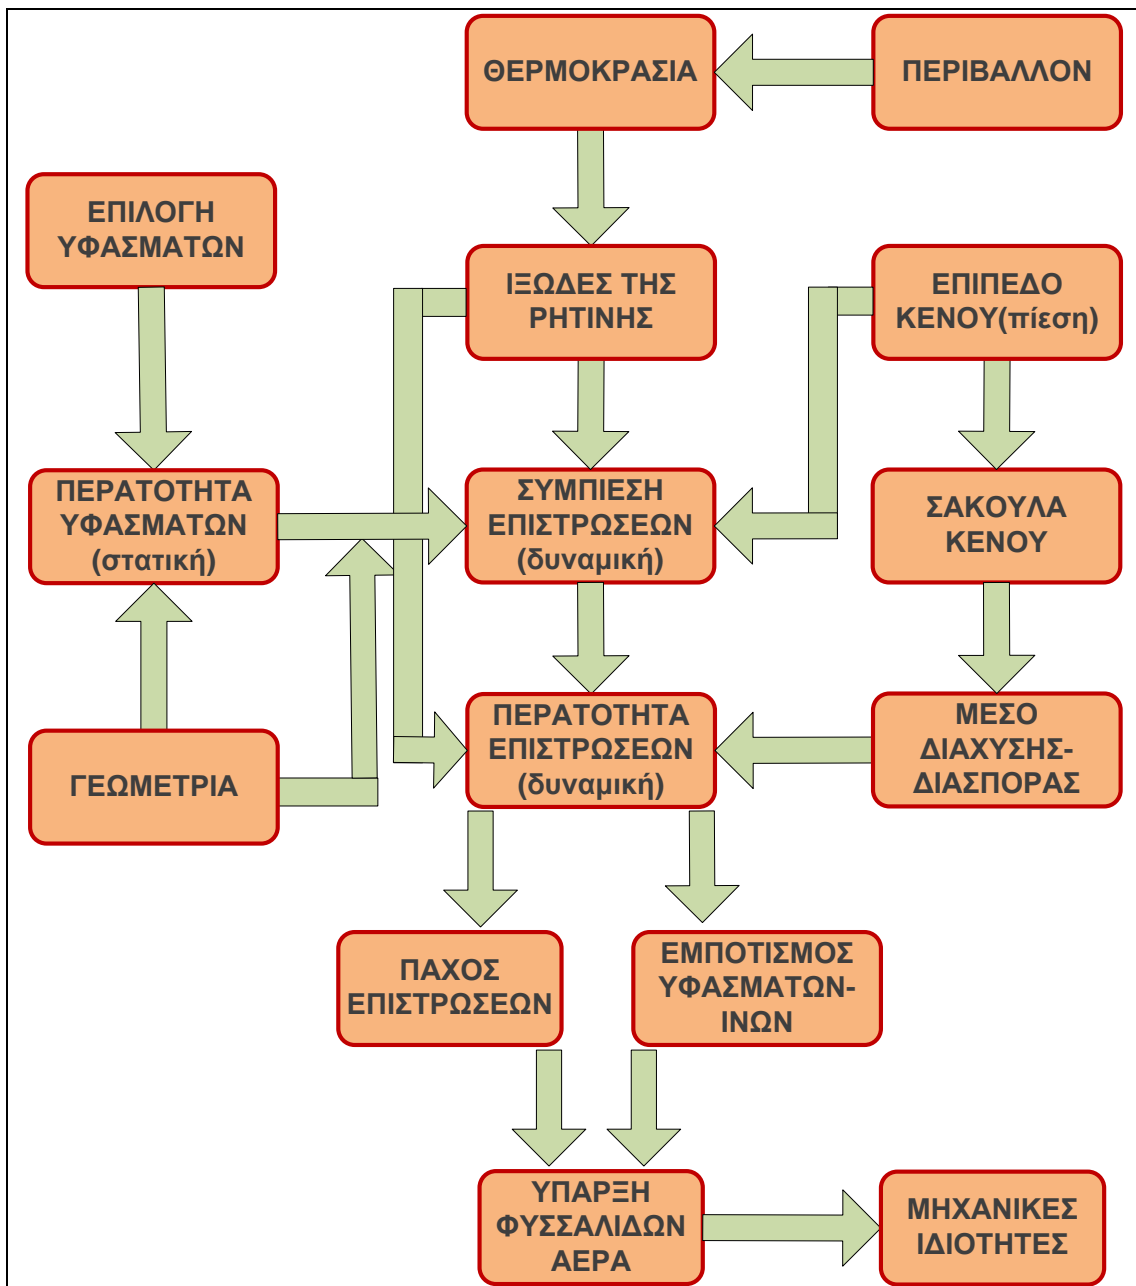 ΘΕΡΜΟΚΡΑΣΙΑ
ΠΕΡΙΒΑΛΛΟΝ
ΕΠΙΛΟΓΗ
ΥΦΑΣΜΑΤΩΝ
ΙΞΩΔΕΣ ΤΗΣ
ΡΗΤΙΝΗΣ
ΕΠΙΠΕΔΟ
ΚΕΝΟΥ(πίεση)
ΠΕΡΑΤΟΤΗΤΑ
ΥΦΑΣΜΑΤΩΝ
(στατική)
ΣΥΜΠΙΕΣΗ
ΕΠΙΣΤΡΩΣΕΩΝ
(δυναμική)
ΣΑΚΟΥΛΑ
ΚΕΝΟΥ
ΓΕΩΜΕΤΡΙΑ
ΠΕΡΑΤΟΤΗΤΑ
ΕΠΙΣΤΡΩΣΕΩΝ
(δυναμική)
ΜΕΣΟ
ΔΙΑΧΥΣΗΣ-
ΔΙΑΣΠΟΡΑΣ
ΠΑΧΟΣ
ΕΠΙΣΤΡΩΣΕΩΝ
ΕΜΠΟΤΙΣΜΟΣ
ΥΦΑΣΜΑΤΩΝ-
ΙΝΩΝ
ΥΠΑΡΞΗ
ΦΥΣΣΑΛΙΔΩΝ
ΑΕΡΑ
ΜΗΧΑΝΙΚΕΣ
ΙΔΙΟΤΗΤΕΣ